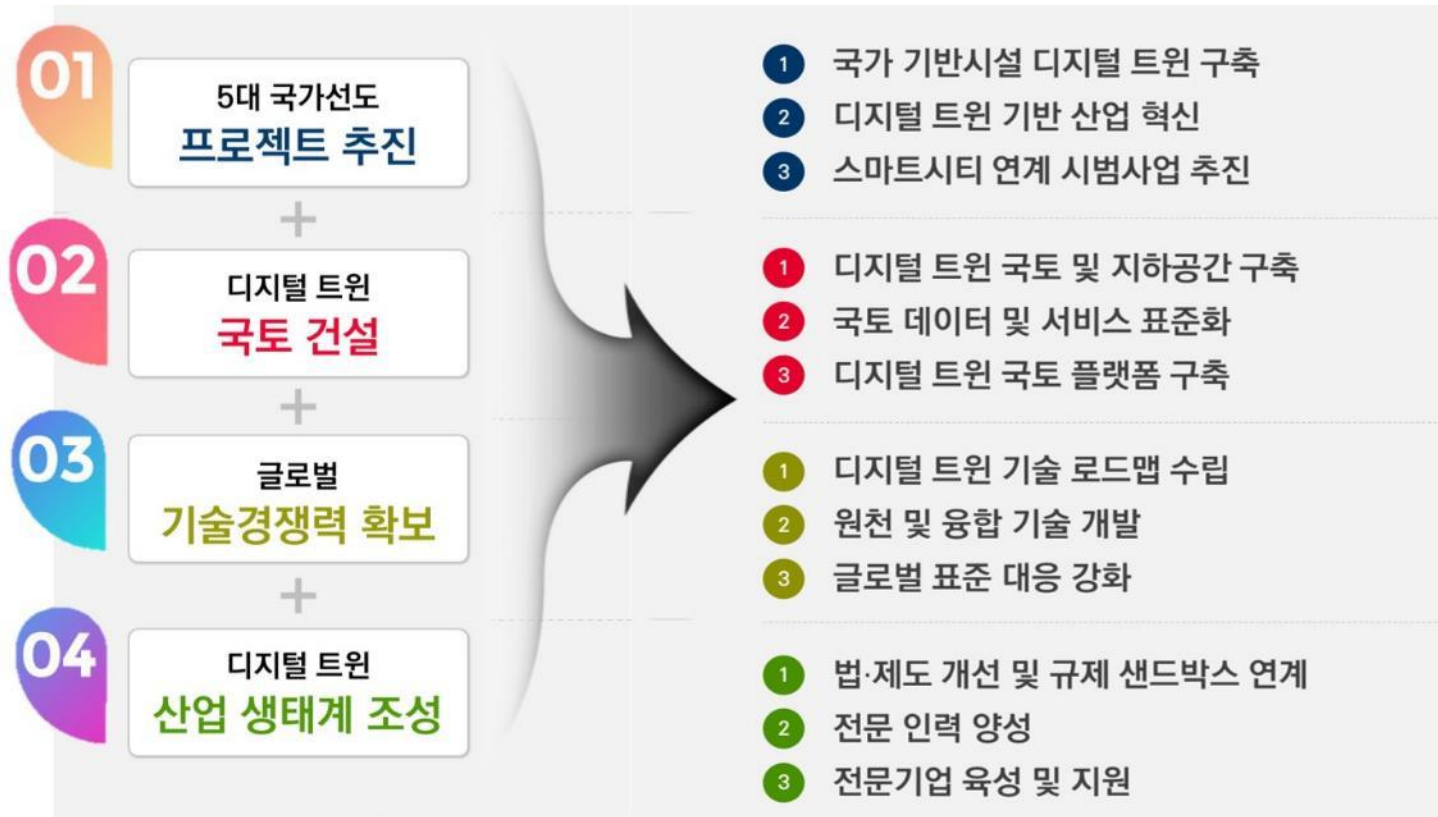 01
5대 국가선도
프로젝트 추진
+
02
디지털 트윈
국토 건설
+
03
글로벌
기술경쟁력 확보
+
04
디지털 트윈
산업 생태계 조성
1 국가 기반시설 디지털 트윈 구축
2 디지털 트윈 기반 산업 혁신
3 스마트시티 연계 시범사업 추진
1 디지털 트윈 국토 및 지하공간 구축
2 국토 데이터 및 서비스 표준화
3 디지털 트윈 국토 플랫폼 구축
1 디지털 트윈 기술 로드맵 수립
2 원천 및 융합 기술 개발
3 글로벌 표준 대응 강화
1 법·제도 개선 및 규제 샌드박스 연계
2 전문 인력 양성
3 전문기업 육성 및 지원